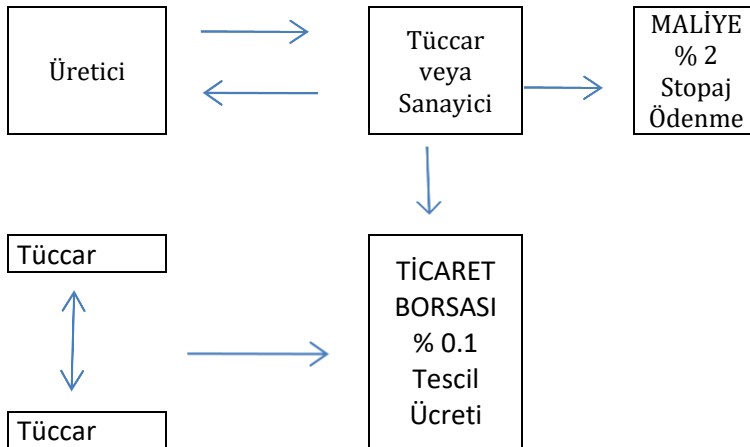 Üretici
Tüccar
veya
Sanayici
MALİYE
% 2
Stopaj
Ödenme
Tüccar
Tüccar
TİCARET
BORSASI
% 0.1
Tescil
Ücreti